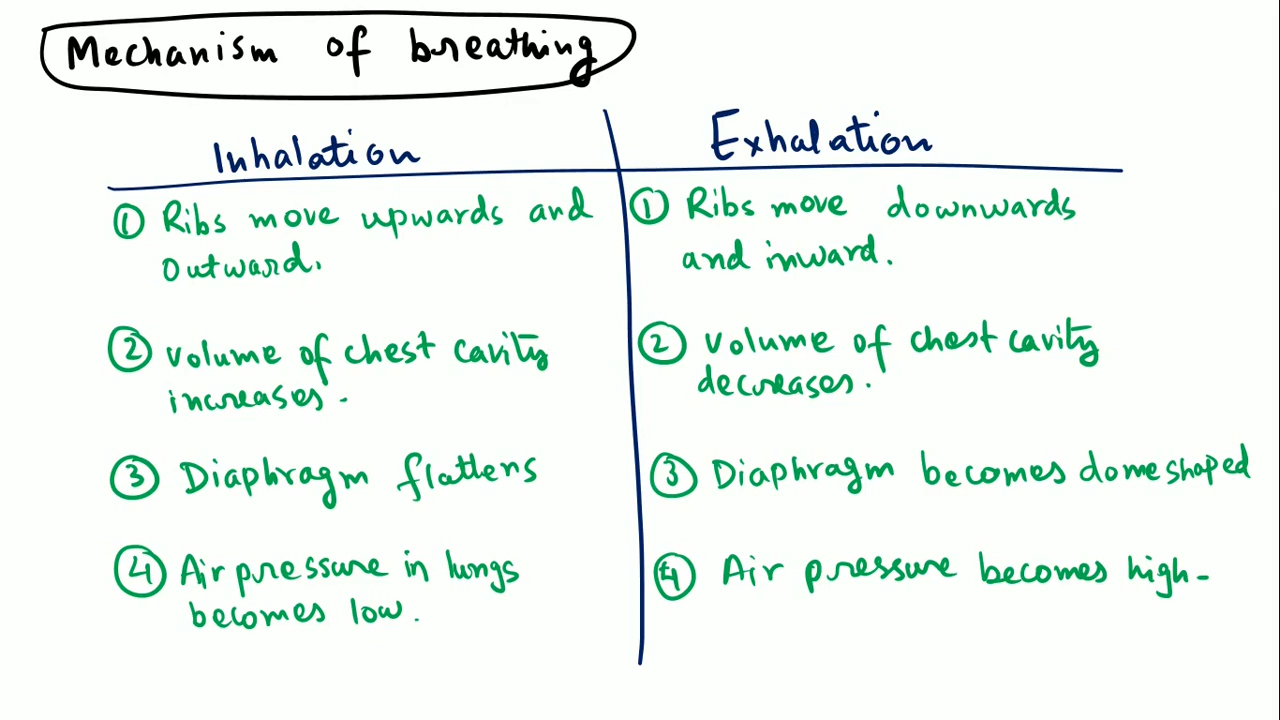 Mechanism of breathing
Inhalation
① Ribs move upwards and
outward.
② volume of chest cavity
increases.
③ Diaphragm flattens
④ Air pressure in lungs
becomes low.
Exhalation
① Ribs move downwards
and inward.
② volume of chest cavity
decreases.
③ Diaphragm becomes dome shaped
④ Air pressure becomes high-